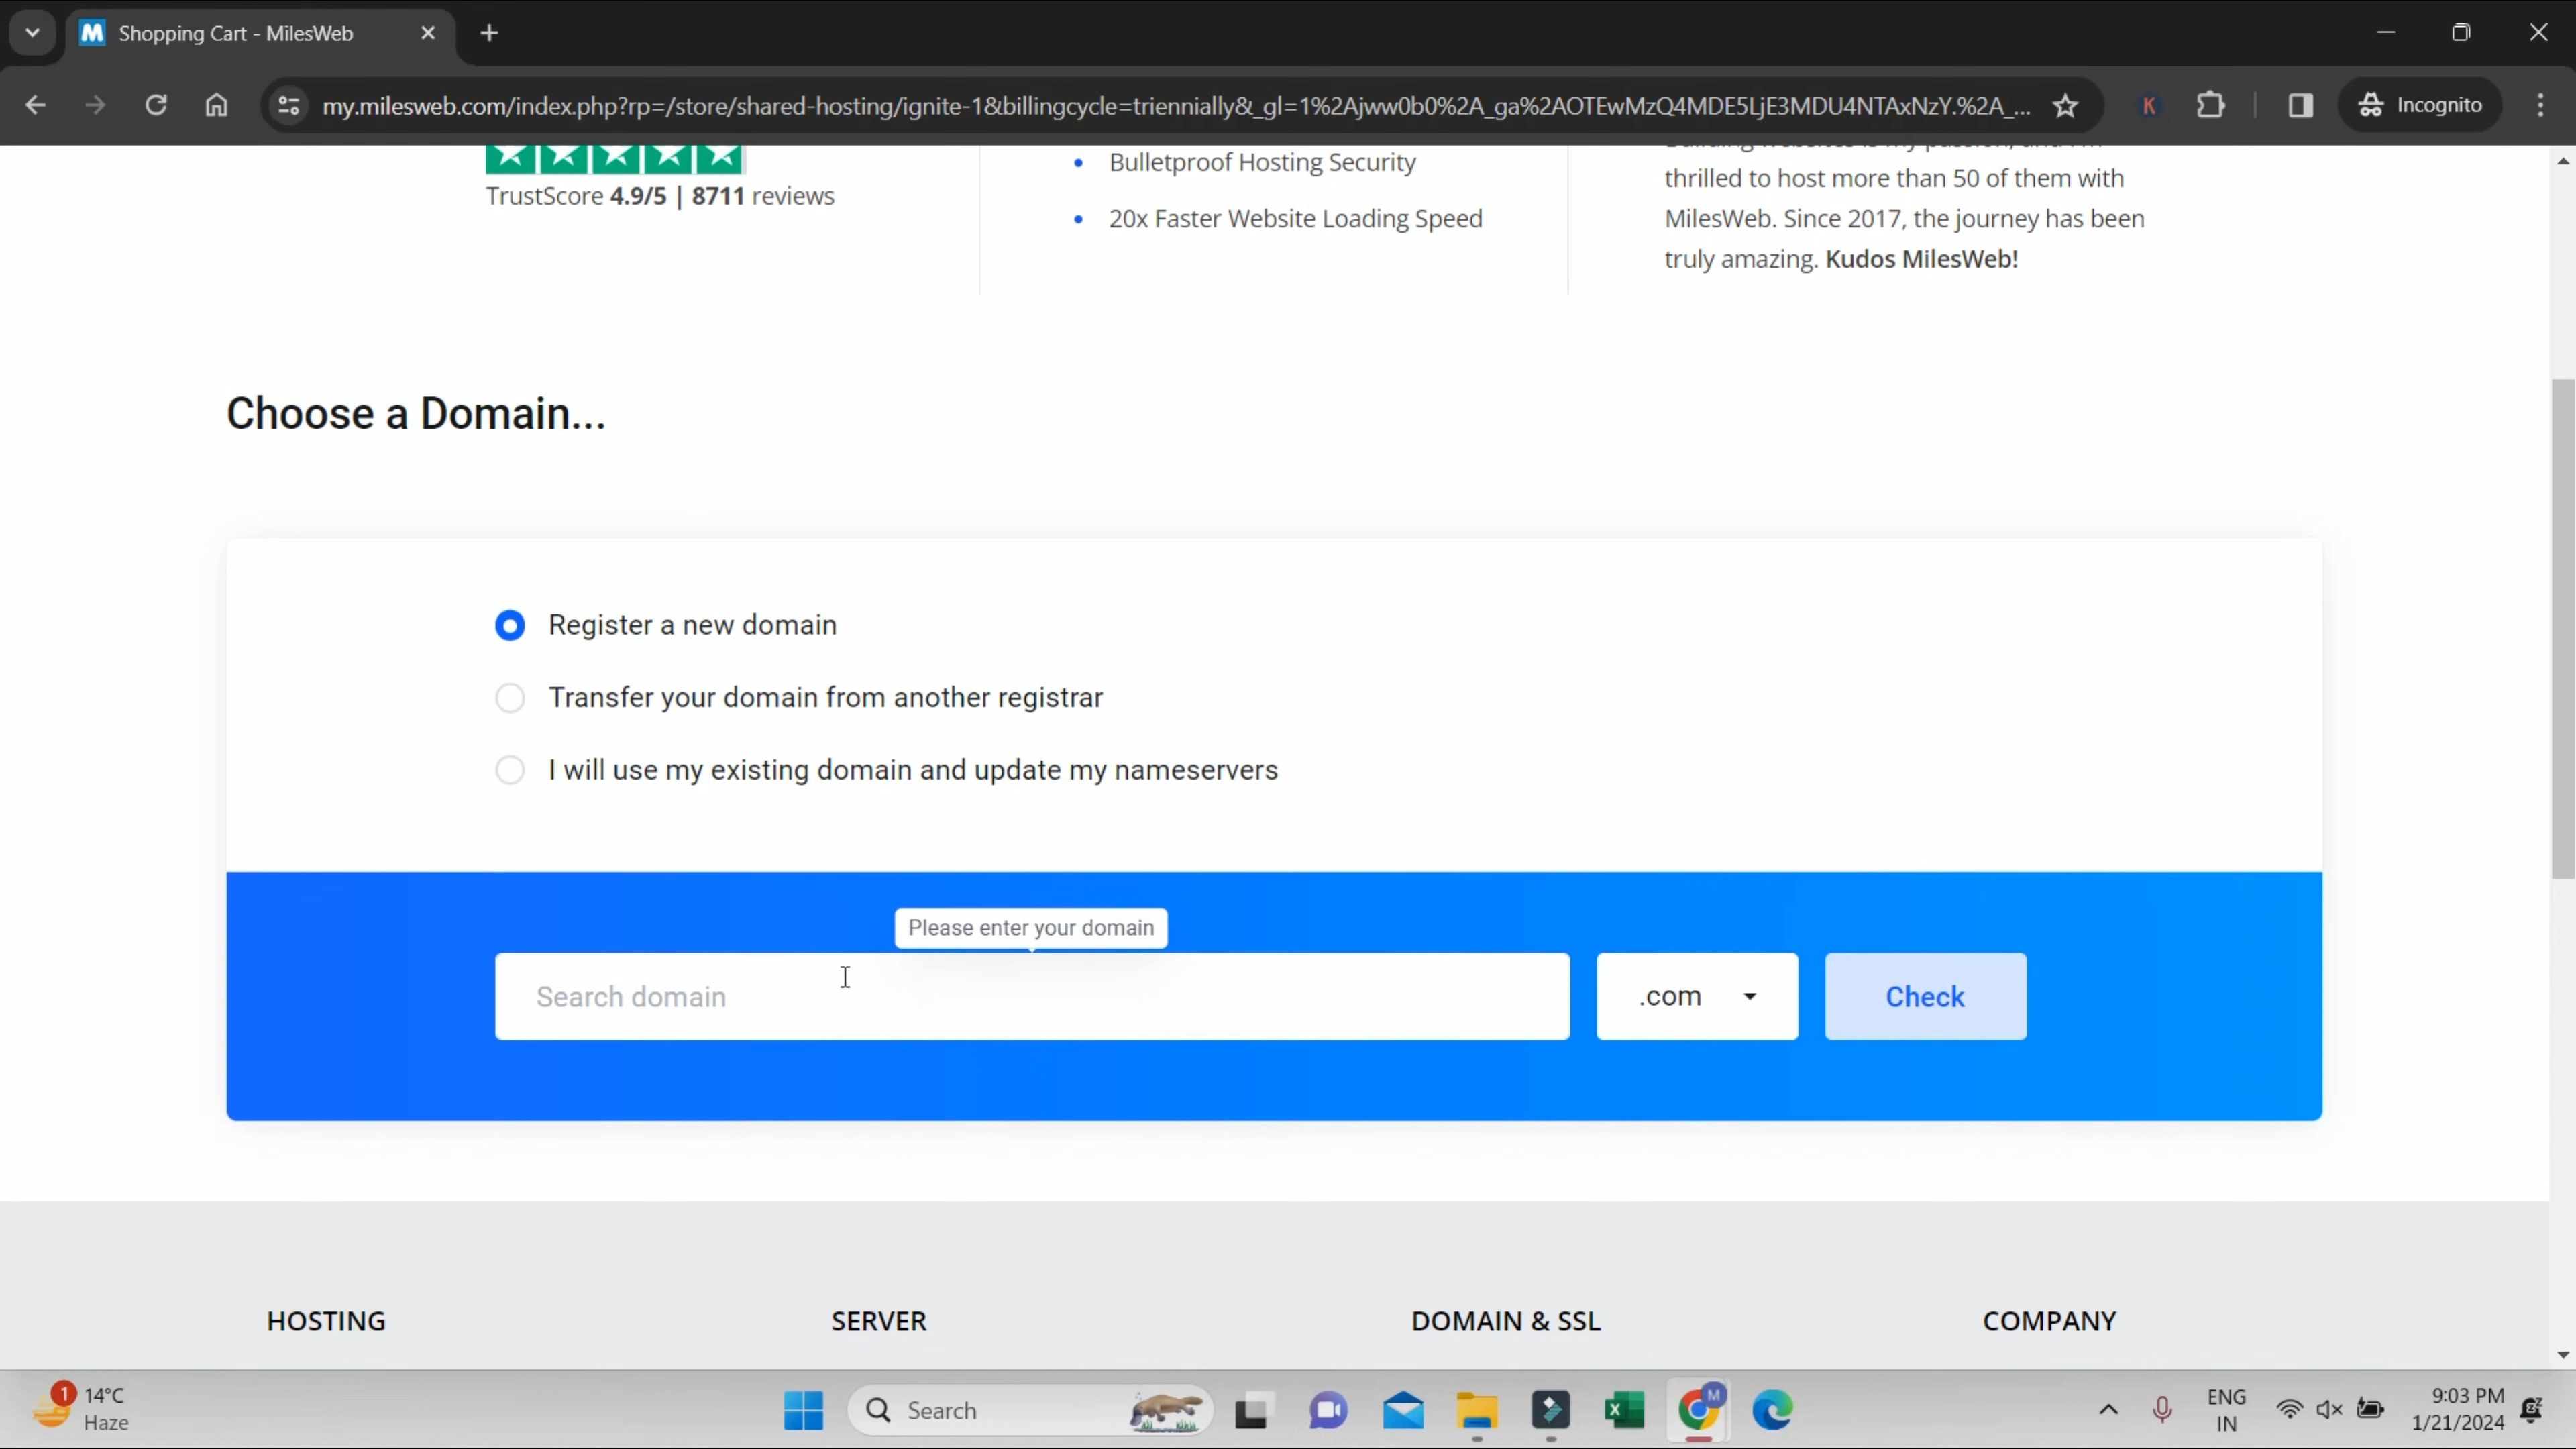 Shopping Cart - MilesWeb
my.milesweb.com/index.php?rp=/store/shared-hosting/ignite-1&billingcycle=triennially&_gl=1%2Ajww0b0%2A_ga%2AOTEwMzQ4MDE5LjE3MDU4NTAxNzY.%2A_...
K
Incognito
TrustScore 4.9/5 | 8711 reviews
Bulletproof Hosting Security
20x Faster Website Loading Speed
thrilled to host more than 50 of them with
MilesWeb. Since 2017, the journey has been
truly amazing. Kudos MilesWeb!
Choose a Domain...
Register a new domain
Transfer your domain from another registrar
I will use my existing domain and update my nameservers
Please enter your domain
Search domain
.com
Check
HOSTING
SERVER
DOMAIN & SSL
COMPANY
1
14°C
Haze
Search
M
ENG
IN
9:03 PM
1/21/2024